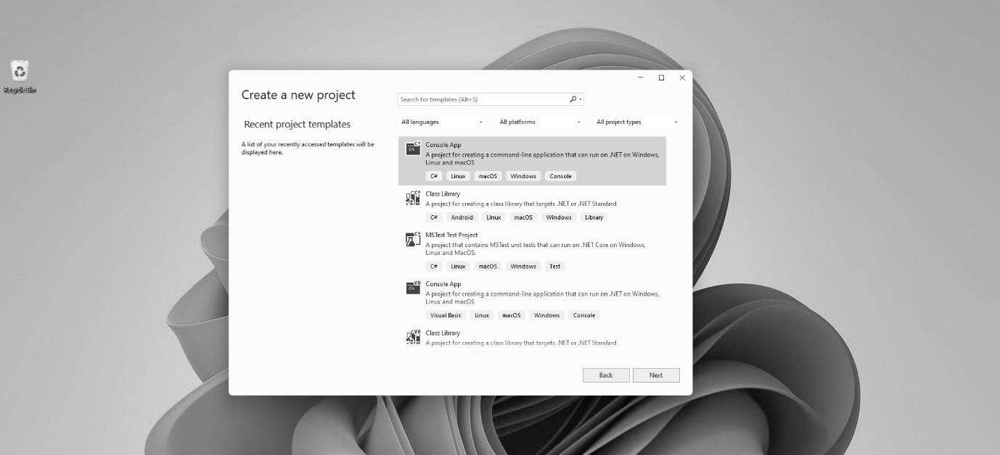 Recycle Bin
Create a new project
Search for templates (Alt+S)
Recent project templates
A list of your recently accessed templates will be
displayed here.
All languages
All platforms
All project types
Console App
A project for creating a command-line application that can run on .NET on Windows,
Linux and macOS
C# Linux macOS Windows Console
Class Library
A project for creating a class library that targets .NET or .NET Standard
C# Android Linux macOS Windows Library
MSTest Test Project
A project that contains MSTest unit tests that can run on .NET Core on Windows,
Linux and MacOS.
C# Linux macOS Windows Test
Console App
A project for creating a command-line application that can run on .NET on Windows,
Linux and macOS
Visual Basic Linux macOS Windows Console
Class Library
A project for creating a class library that targets .NET or .NET Standard
Back Next